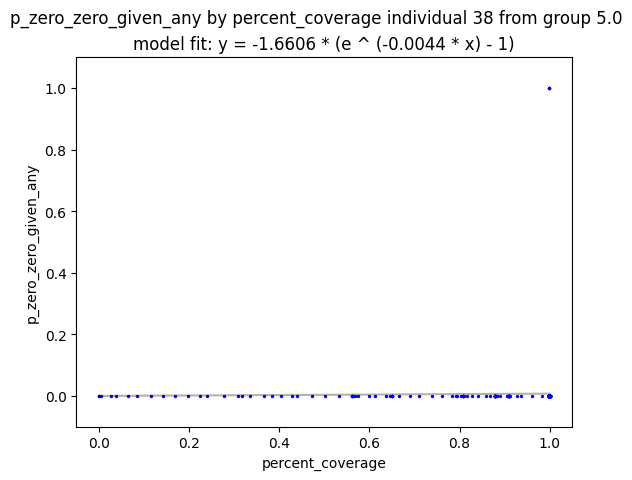 p_zero_zero_given_any by percent_coverage individual 38 from group 5.0
model fit: y = -1.6606 * (e ^ (-0.0044 * x) - 1)
p_zero_zero_given_any
1.0
0.8
0.6
0.4
0.2
0.0
0.0 0.2 0.4 0.6 0.8 1.0
percent_coverage